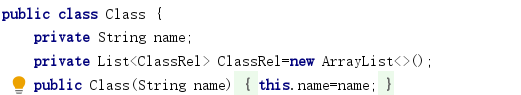 public class Class {
private String name;
private List<ClassRel> ClassRel=new ArrayList<>();
public Class(String name) { this.name=name; }